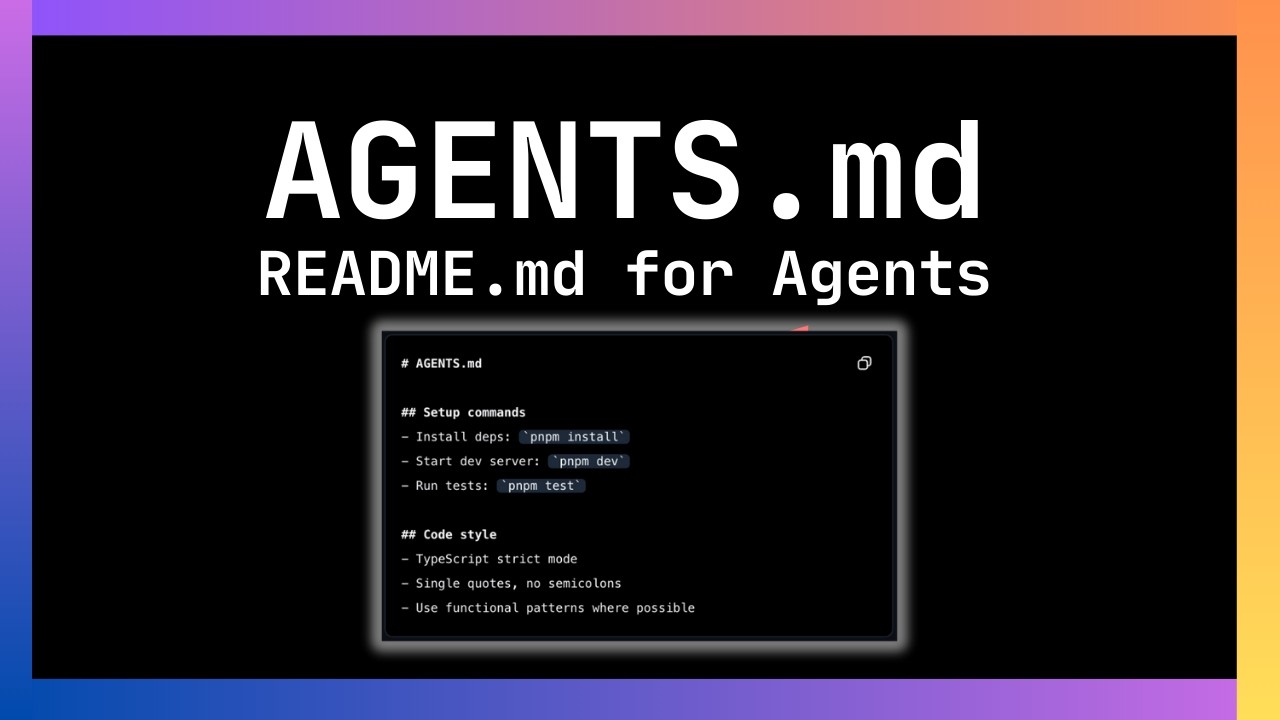 AGENTS.md
README.md for Agents
# AGENTS.md
## Setup commands
– Install deps: `pnpm install`
– Start dev server: `pnpm dev`
– Run tests: `pnpm test`
## Code style
– TypeScript strict mode
– Single quotes, no semicolons
– Use functional patterns where possible